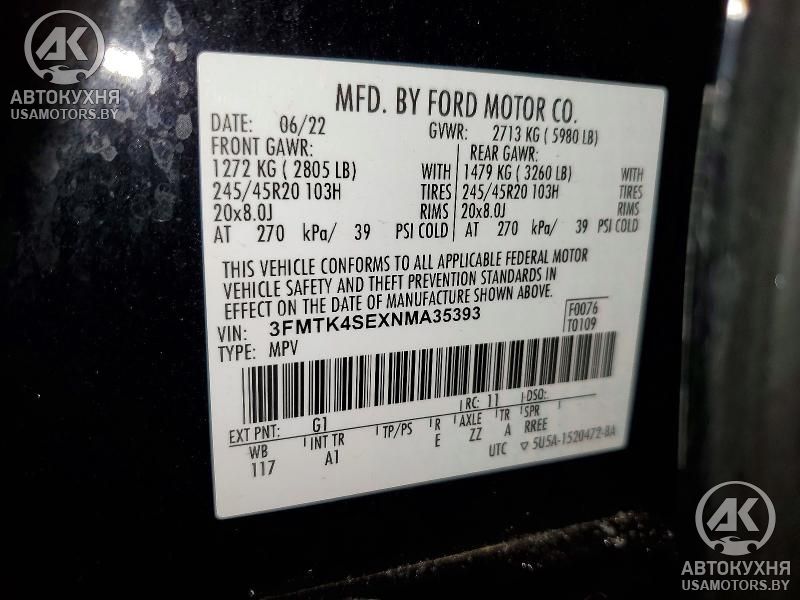 АК
АВТОКУХНЯ
USAMOTORS.BY
MFD. BY FORD MOTOR CO.
DATE: 06/22 GVWR: 2713 KG ( 5980 LB)
FRONT GAWR: REAR GAWR:
1272 KG ( 2805 LB) WITH 1479 KG ( 3260 LB) WITH
245/45R20 103H TIRES 245/45R20 103H TIRES
20x8.0J RIMS 20x8.0J RIMS
AT 270 kPa/ 39 PSI COLD AT 270 kPa/ 39 PSI COLD
THIS VEHICLE CONFORMS TO ALL APPLICABLE FEDERAL MOTOR
VEHICLE SAFETY AND THEFT PREVENTION STANDARDS IN
EFFECT ON THE DATE OF MANUFACTURE SHOWN ABOVE.
VIN: 3FMTK4SEXNMA35393 F0076
TYPE: MPV T0109
RC: 11 DSO:
EXT PNT: G1
WB INT TR TP/PS R AXLE TR SPR
117 A1 E ZZ A RREE
UTC ▽ 5U5A-1520472-BA
АК
АВТОКУХНЯ
USAMOTORS.BY